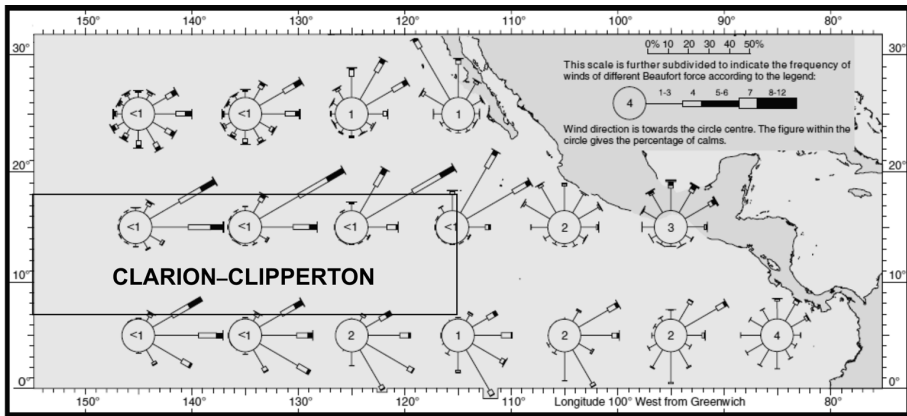 150° 140° 130° 120° 110° 100° 90° 80°
30° 30°
0% 10 20 30 40 50%
This scale is further subdivided to indicate the frequency of
winds of different Beaufort force according to the legend:
1-3 4 5-6 7 8-12
4
Wind direction is towards the circle centre. The figure within the
circle gives the percentage of calms.
<1 <1 1 1
20° 20°
<1 <1 <1 <1 2 3
CLARION–CLIPPERTON
10° 10°
<1 <1 2 1 2 2 4
0° 0°
Longitude 100° West from Greenwich
150° 140° 130° 120° 110° 90° 80°